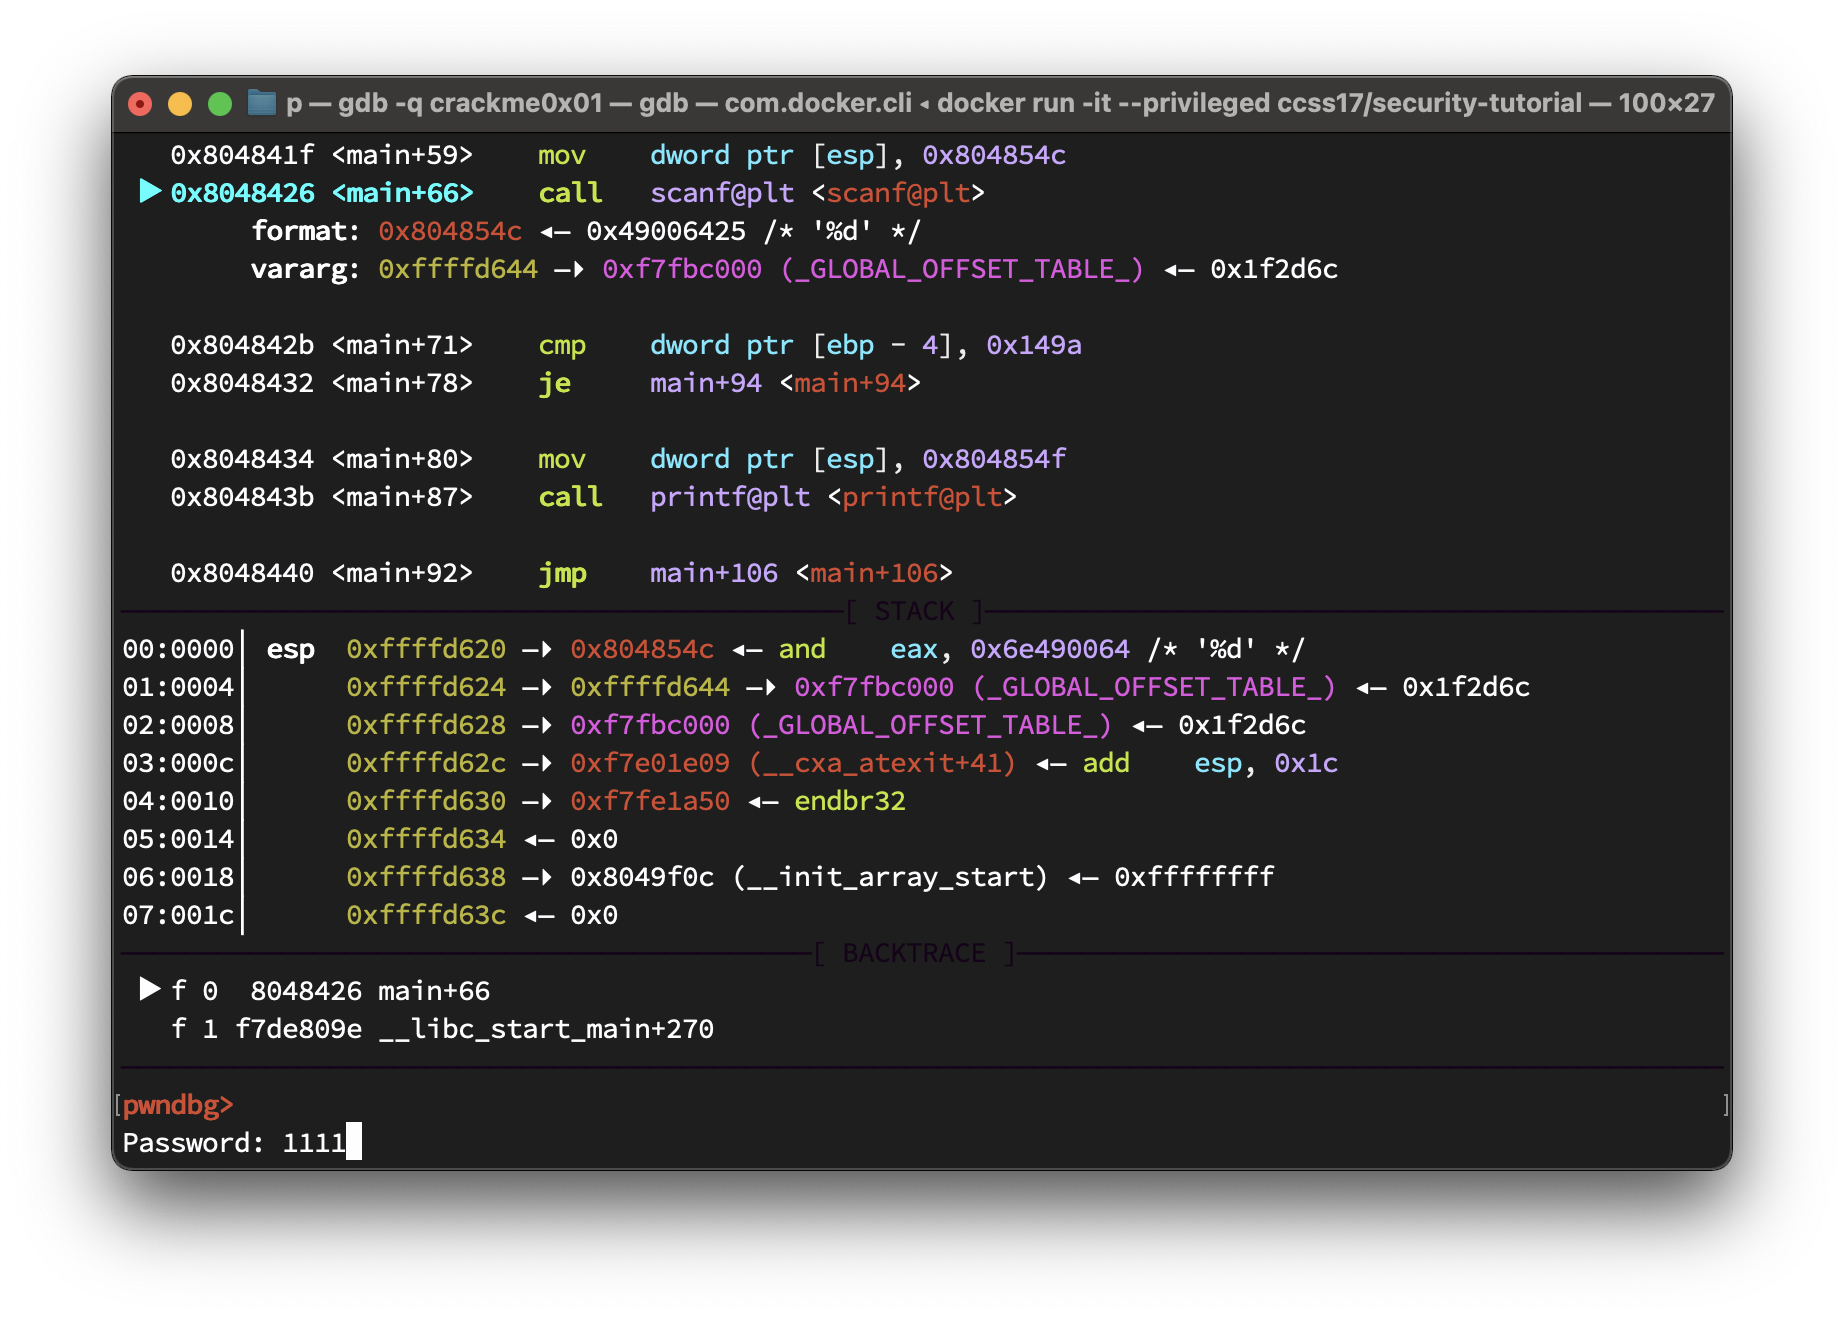 p — gdb -q crackme0x01 — gdb — com.docker.cli ◂ docker run -it --privileged ccss17/security-tutorial — 100×27
0x804841f <main+59>    mov    dword ptr [esp], 0x804854c
►0x8048426 <main+66>    call   scanf@plt <scanf@plt>
format: 0x804854c ◂— 0x49006425 /* '%d' */
vararg: 0xffffd644 —▸ 0xf7fbc000 (_GLOBAL_OFFSET_TABLE_) ◂— 0x1f2d6c
0x804842b <main+71>    cmp    dword ptr [ebp - 4], 0x149a
0x8048432 <main+78>    je     main+94 <main+94>
0x8048434 <main+80>    mov    dword ptr [esp], 0x804854f
0x804843b <main+87>    call   printf@plt <printf@plt>
0x8048440 <main+92>    jmp    main+106 <main+106>
[ STACK ]
00:0000│ esp  0xffffd620 —▸ 0x804854c ◂— and    eax, 0x6e490064 /* '%d' */
01:0004│      0xffffd624 —▸ 0xffffd644 —▸ 0xf7fbc000 (_GLOBAL_OFFSET_TABLE_) ◂— 0x1f2d6c
02:0008│      0xffffd628 —▸ 0xf7fbc000 (_GLOBAL_OFFSET_TABLE_) ◂— 0x1f2d6c
03:000c│      0xffffd62c —▸ 0xf7e01e09 (__cxa_atexit+41) ◂— add    esp, 0x1c
04:0010│      0xffffd630 —▸ 0xf7fe1a50 ◂— endbr32
05:0014│      0xffffd634 ◂— 0x0
06:0018│      0xffffd638 —▸ 0x8049f0c (__init_array_start) ◂— 0xffffffff
07:001c│      0xffffd63c ◂— 0x0
[ BACKTRACE ]
► f 0  8048426 main+66
f 1 f7de809e __libc_start_main+270
[pwndbg> ]
Password: 1111